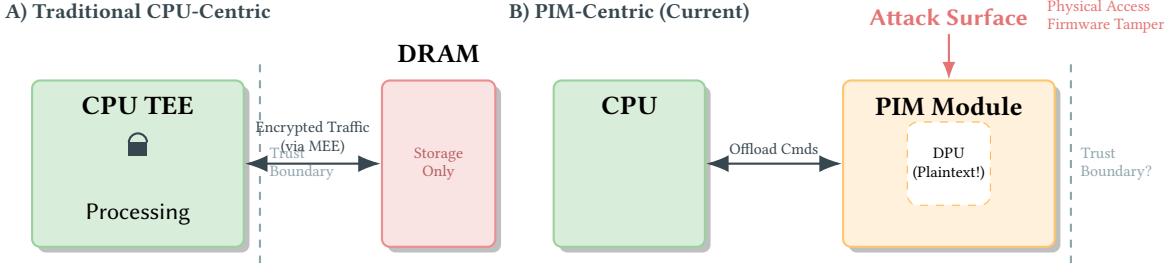 A) Traditional CPU-Centric
DRAM
CPU TEE
Encrypted Traffic
(via MEE)
Trust
Boundary
Storage
Only
Processing
B) PIM-Centric (Current)
Attack Surface
Physical Access
Firmware Tamper
CPU
Offload Cmds
PIM Module
DPU
(Plaintext!)
Trust
Boundary?